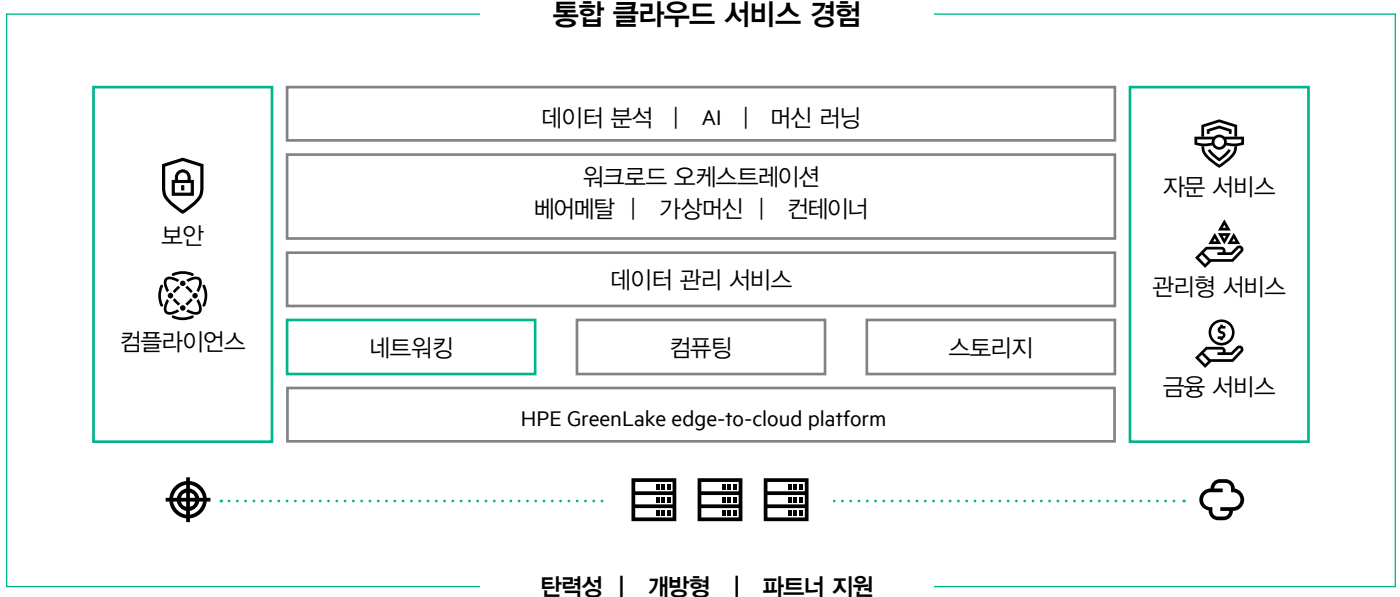 통합 클라우드 서비스 경험
보안
컴플라이언스
데이터 분석 | AI | 머신 러닝
워크로드 오케스트레이션
베어메탈 | 가상머신 | 컨테이너
데이터 관리 서비스
네트워킹
컴퓨팅
스토리지
HPE GreenLake edge-to-cloud platform
자문 서비스
관리형 서비스
금융 서비스
탄력성 | 개방형 | 파트너 지원